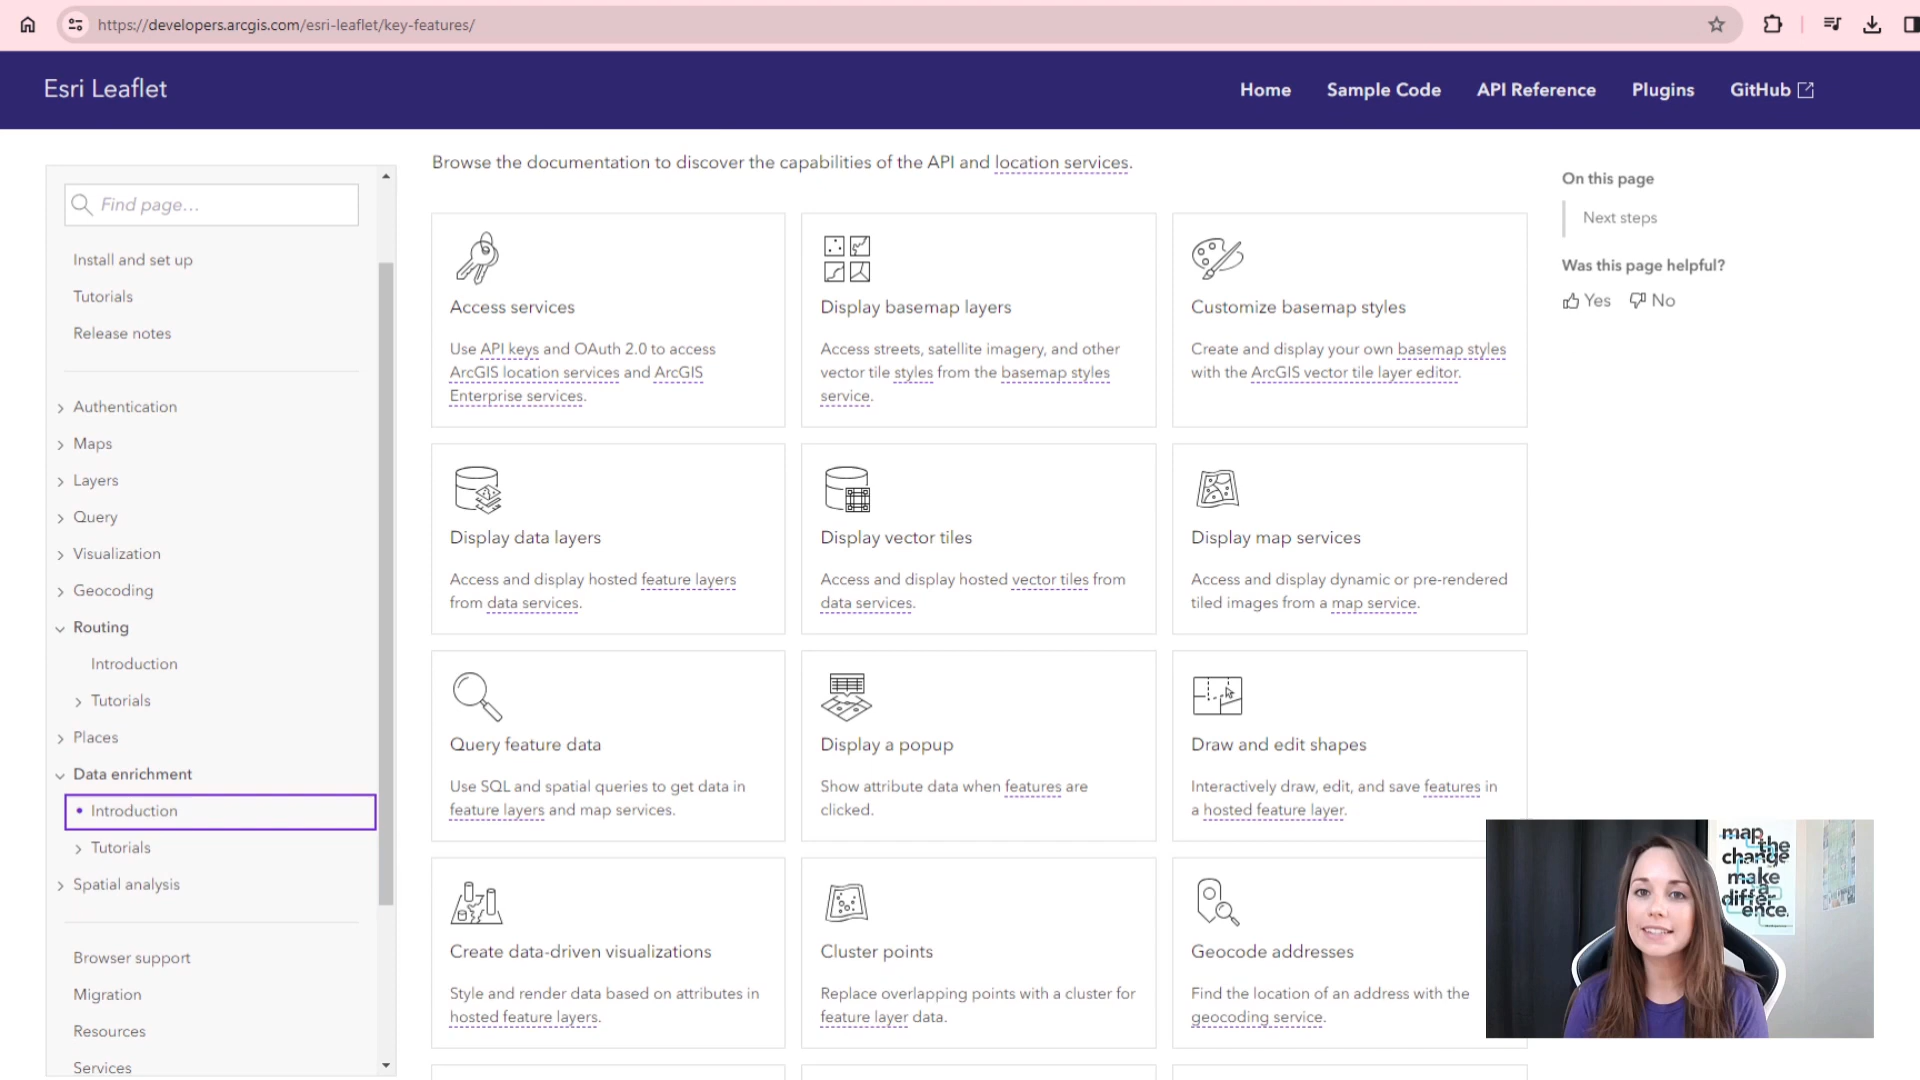 https://developers.arcgis.com/esri-leaflet/key-features/
Esri Leaflet
Home
Sample Code
API Reference
Plugins
GitHub
Find page...
Install and set up
Tutorials
Release notes
Authentication
Maps
Layers
Query
Visualization
Geocoding
Routing
Introduction
Tutorials
Places
Data enrichment
Introduction
Tutorials
Spatial analysis
Browser support
Migration
Resources
Services
Browse the documentation to discover the capabilities of the API and location services.
Access services
Use API keys and OAuth 2.0 to access
ArcGIS location services and ArcGIS
Enterprise services.
Display basemap layers
Access streets, satellite imagery, and other
vector tile styles from the basemap styles
service.
Customize basemap styles
Create and display your own basemap styles
with the ArcGIS vector tile layer editor.
Display data layers
Access and display hosted feature layers
from data services.
Display vector tiles
Access and display hosted vector tiles from
data services.
Display map services
Access and display dynamic or pre-rendered
tiled images from a map service.
Query feature data
Use SQL and spatial queries to get data in
feature layers and map services.
Display a popup
Show attribute data when features are
clicked.
Draw and edit shapes
Interactively draw, edit, and save features in
a hosted feature layer.
Create data-driven visualizations
Style and render data based on attributes in
hosted feature layers.
Cluster points
Replace overlapping points with a cluster for
feature layer data.
Geocode addresses
Find the location of an address with the
geocoding service.
On this page
Next steps
Was this page helpful?
Yes
No
map
the
change
make
a
differ-
ence.